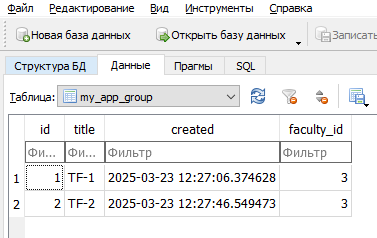 Файл Редактирование Вид Инструменты Справка
Новая база данных Открыть базу данных Записать
Структура БД Данные Прагмы SQL
Таблица: my_app_group
id title created faculty_id
Фи... Фи... Фильтр Фильтр
1 1 TF-1 2025-03-23 12:27:06.374628 3
2 2 TF-2 2025-03-23 12:27:46.549473 3